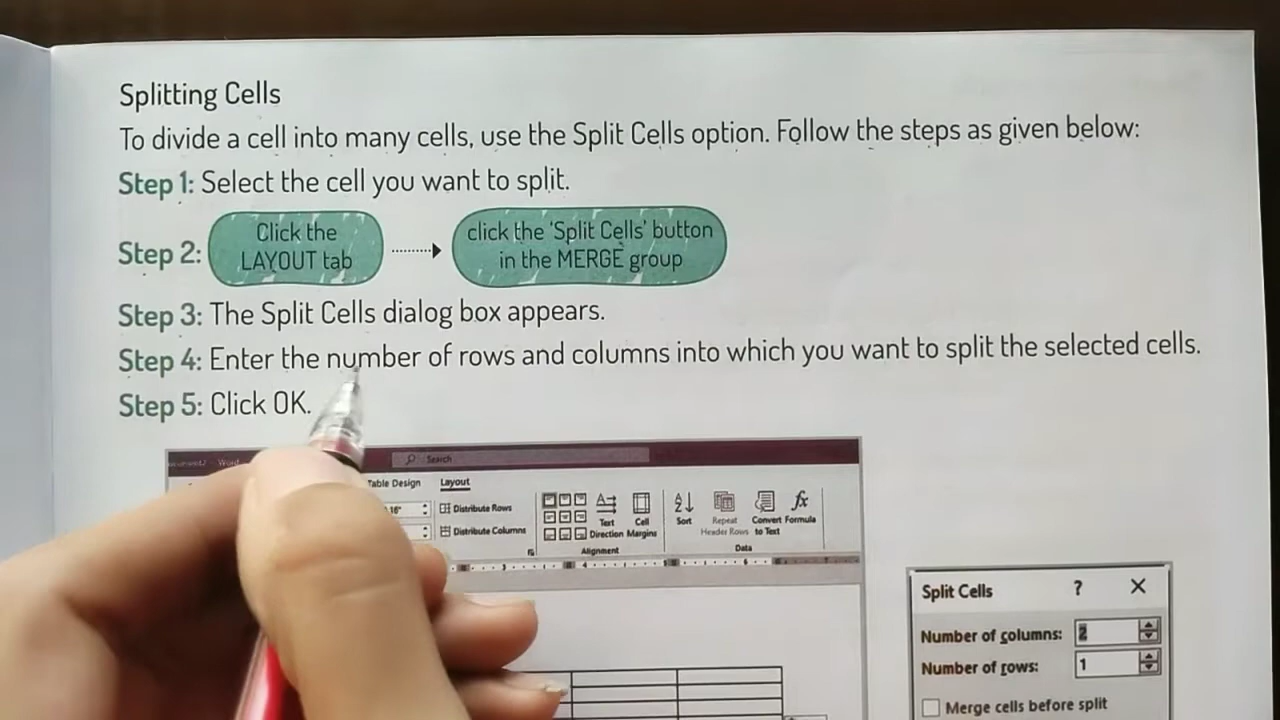 Splitting Cells
To divide a cell into many cells, use the Split Cells option. Follow the steps as given below:
Step 1: Select the cell you want to split.
Step 2: Click the LAYOUT tab click the 'Split Cells' button in the MERGE group
Step 3: The Split Cells dialog box appears.
Step 4: Enter the number of rows and columns into which you want to split the selected cells.
Step 5: Click OK.
Word Search
Table Design Layout
Distribute Rows
Distribute Columns
Text Direction
Cell Margins
Alignment
Sort
Repeat Header Rows
Convert to Text
fx Formula
Data
Split Cells ? X
Number of columns: 2
Number of rows: 1
Merge cells before split